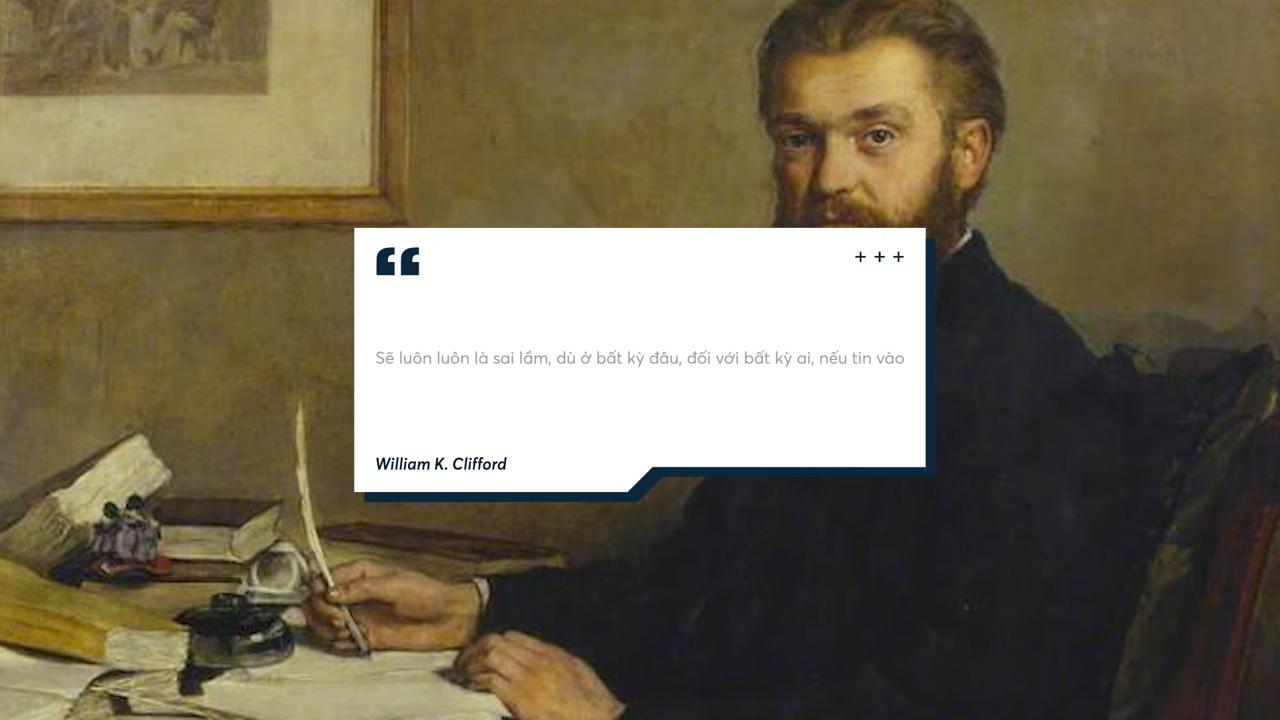 “
+ + +
Sẽ luôn luôn là sai lầm, dù ở bất kỳ đâu, đối với bất kỳ ai, nếu tin vào
William K. Clifford